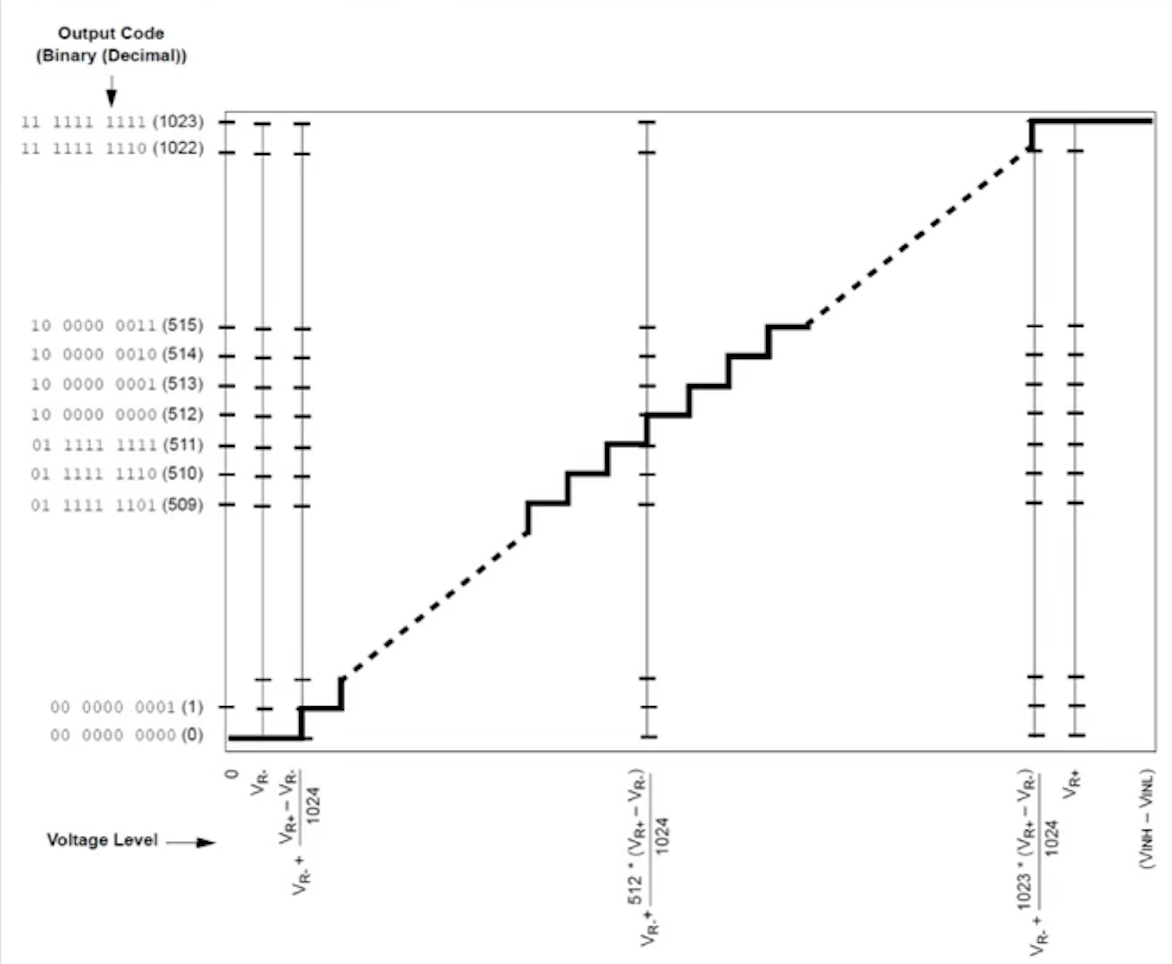 Output Code
(Binary (Decimal))
11 1111 1111 (1023)
11 1111 1110 (1022)
10 0000 0011 (515)
10 0000 0010 (514)
10 0000 0001 (513)
10 0000 0000 (512)
01 1111 1111 (511)
01 1111 1110 (510)
01 1111 1101 (509)
00 0000 0001 (1)
00 0000 0000 (0)
Voltage Level
0
VR-
VR- + VR+ – VR-
1024
VR- + 512 * (VR+ – VR-)
1024
VR- + 1023 * (VR+ – VR-)
1024
VR+
(VINH – VINL)